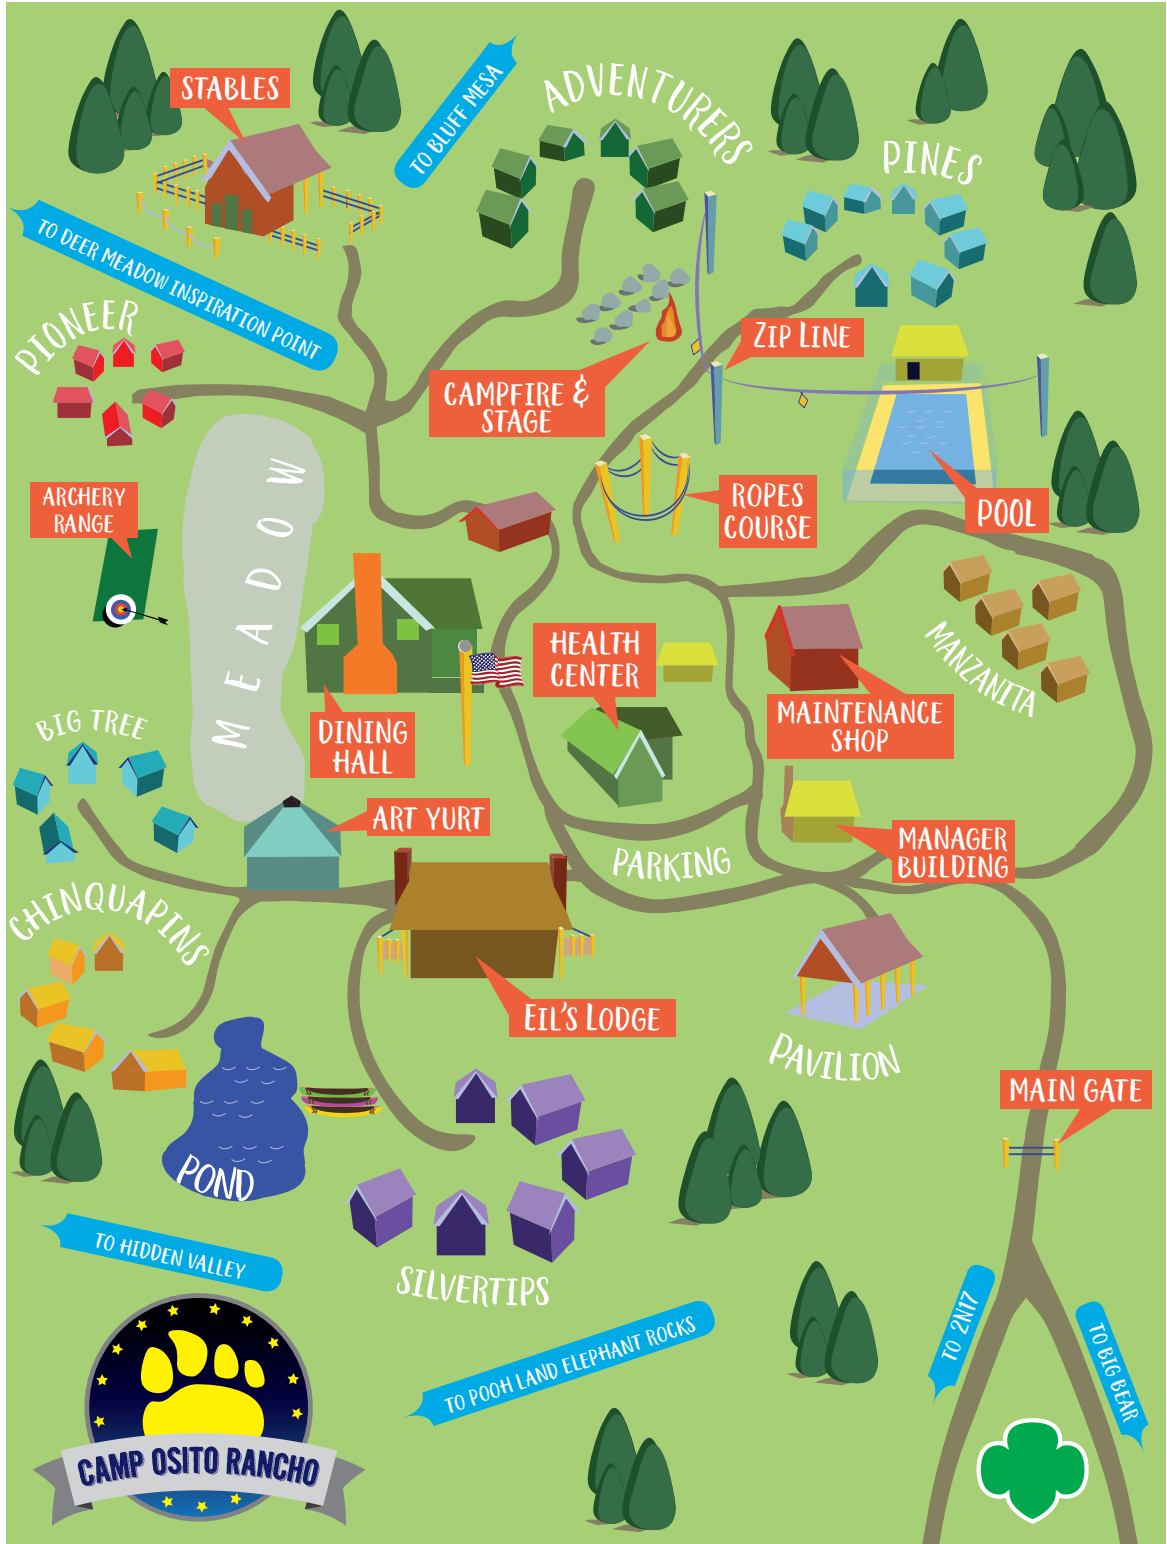 STABLES
TO BLUFF MESA
ADVENTURERS
PINES
TO DEER MEADOW INSPIRATION POINT
PIONEER
ZIP LINE
CAMPFIRE &
STAGE
ARCHERY
RANGE
MEADOW
ROPES
COURSE
POOL
HEALTH
CENTER
MANZANITA
MAINTENANCE
SHOP
DINING
HALL
BIG TREE
ART YURT
PARKING
MANAGER
BUILDING
CHINQUAPINS
EIL'S LODGE
PAVILION
MAIN GATE
POND
TO HIDDEN VALLEY
SILVERTIPS
TO POOH LAND ELEPHANT ROCKS
TO 2N17
TO BIG BEAR
CAMP OSITO RANCHO